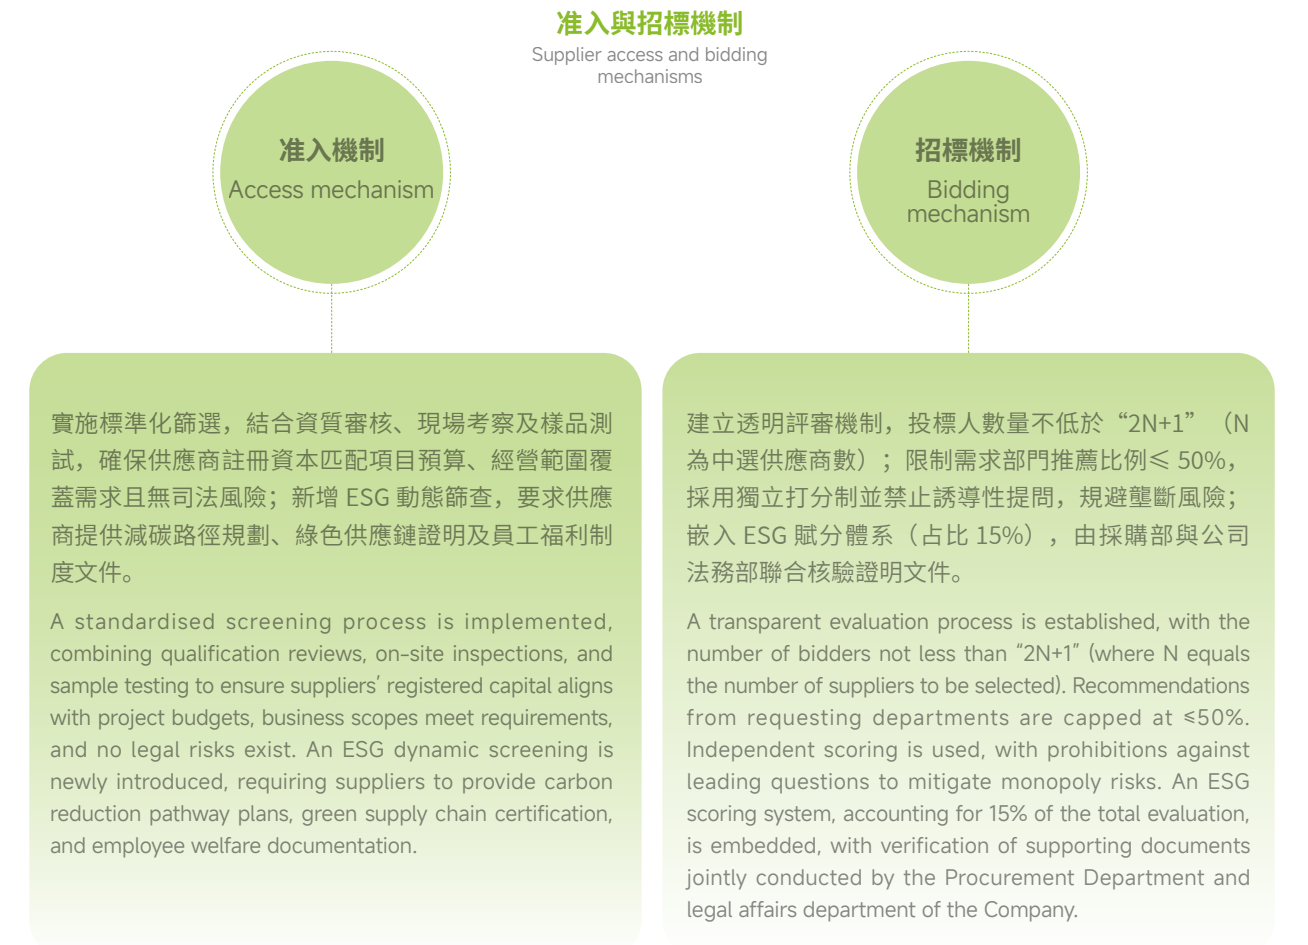 准入與招標機制
Supplier access and bidding
mechanisms
准入機制
Access mechanism
實施標準化篩選，結合資質審核、現場考察及樣品測
試，確保供應商註冊資本匹配項目預算、經營範圍覆
蓋需求且無司法風險；新增 ESG 動態篩查，要求供應
商提供減碳路徑規劃、綠色供應鏈證明及員工福利制
度文件。
A standardised screening process is implemented,
combining qualification reviews, on-site inspections, and
sample testing to ensure suppliers’ registered capital aligns
with project budgets, business scopes meet requirements,
and no legal risks exist. An ESG dynamic screening is
newly introduced, requiring suppliers to provide carbon
reduction pathway plans, green supply chain certification,
and employee welfare documentation.
招標機制
Bidding
mechanism
建立透明評審機制，投標人數量不低於“2N+1”（N
為中選供應商數）；限制需求部門推薦比例≤ 50%，
採用獨立打分制並禁止誘導性提問，規避壟斷風險；
嵌入 ESG 賦分體系（占比 15%），由採購部與公司
法務部聯合核驗證明文件。
A transparent evaluation process is established, with the
number of bidders not less than “2N+1” (where N equals
the number of suppliers to be selected). Recommendations
from requesting departments are capped at ≤50%.
Independent scoring is used, with prohibitions against
leading questions to mitigate monopoly risks. An ESG
scoring system, accounting for 15% of the total evaluation,
is embedded, with verification of supporting documents
jointly conducted by the Procurement Department and
legal affairs department of the Company.